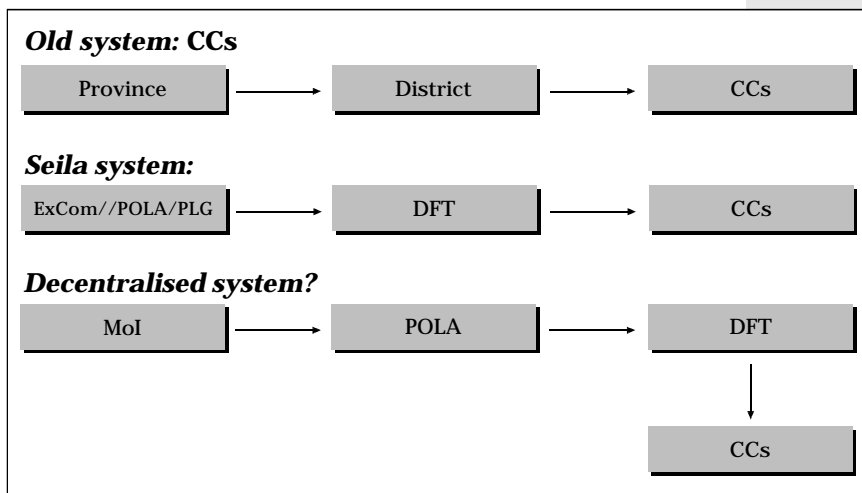 Old system: CCs
Province District CCs
Seila system:
ExCom//POLA/PLG DFT CCs
Decentralised system?
MoI POLA DFT
CCs